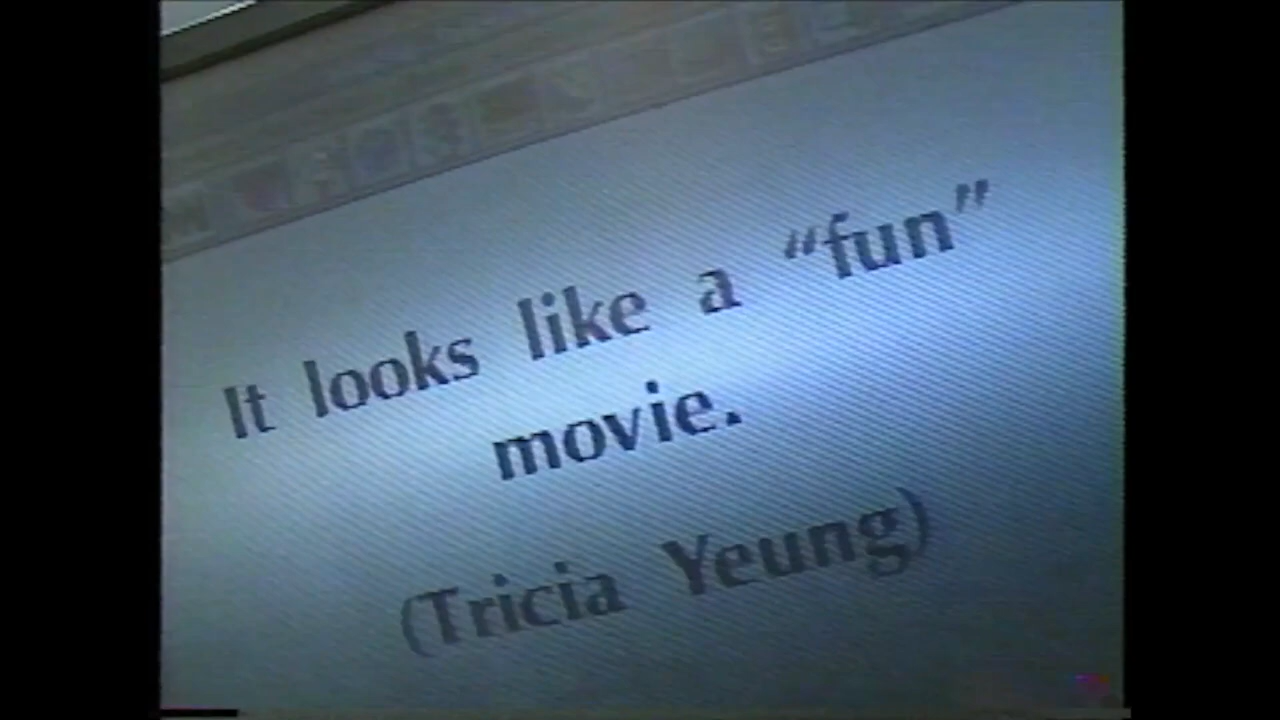 It looks like a “fun”
movie.
(Tricia Yeung)